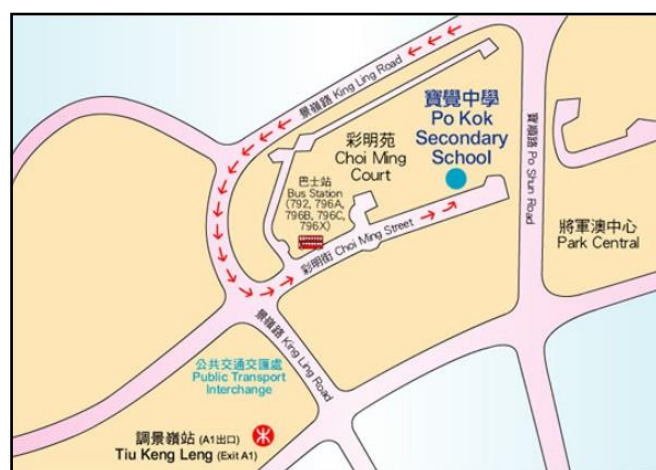 景嶺路 King Ling Road
寶覺中學
Po Kok
Secondary
School
彩明苑
Choi Ming
Court
巴士站
Bus Station
(792, 796A,
796B, 796C,
796X)
寶順路 Po Shun Road
將軍澳中心
Park Central
彩明街 Choi Ming Street
景嶺路 King Ling Road
公共交通交匯處
Public Transport
Interchange
調景嶺站 (A1出口)
Tiu Keng Leng (Exit A1)